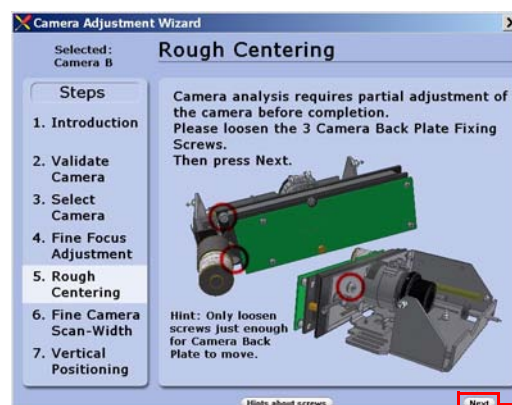 Camera Adjustment Wizard
Selected:
Camera B
Rough Centering
Steps
1. Introduction
2. Validate
Camera
3. Select
Camera
4. Fine Focus
Adjustment
5. Rough
Centering
6. Fine Camera
Scan-Width
7. Vertical
Positioning
Camera analysis requires partial adjustment of
the camera before completion.
Please loosen the 3 Camera Back Plate Fixing
Screws.
Then press Next.
Hint: Only loosen
screws just enough
for Camera Back
Plate to move.
Hints about screws
Next